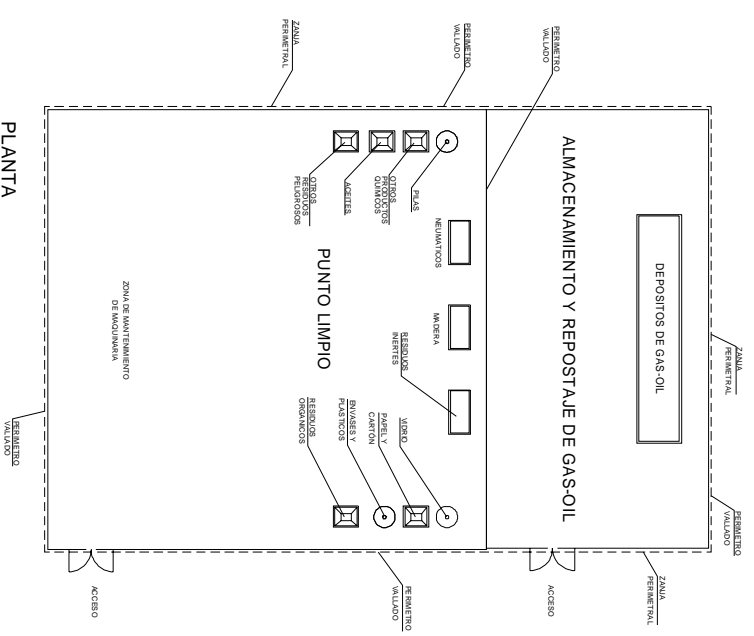 PLANTA
ZANJA
PERIMETRAL
PERIMETRO
VALLADO
PERIMETRO
VALLADO
ALMACENAMIENTO Y REPOSTAJE DE GAS-OIL
DEPOSITOS DE GAS-OIL
ZANJA
PERIMETRAL
PERIMETRO
VALLADO
ZANJA
PERIMETRAL
ACCESO
PILAS
OTROS
PRODUCTOS
QUIMICOS
ACEITES
OTROS
RESIDUOS
PELIGROSOS
NEUMATICOS
MADERA
RESIDUOS
INERTES
PUNTO LIMPIO
VIDRIO
PAPEL Y
CARTÓN
ENVASES Y
PLASTICOS
RESIDUOS
ORGANICOS
ZONA DE MANTENIMIENTO
DE MAQUINARIA
PERIMETRO
VALLADO
PERIMETRO
VALLADO
ACCESO